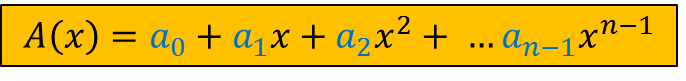 A(x) = a₀ + a₁x + a₂x² + …aₙ₋₁xⁿ⁻¹